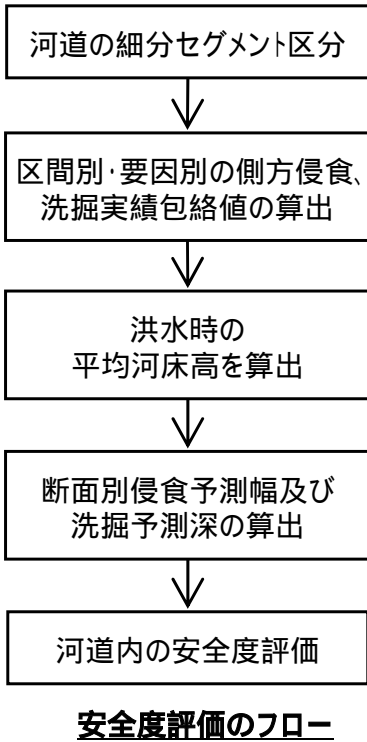 河道の細分セグメント区分
区間別・要因別の側方侵食、
洗掘実績包絡値の算出
洪水時の
平均河床高を算出
断面別侵食予測幅及び
洗掘予測深の算出
河道内の安全度評価
安全度評価のフロー